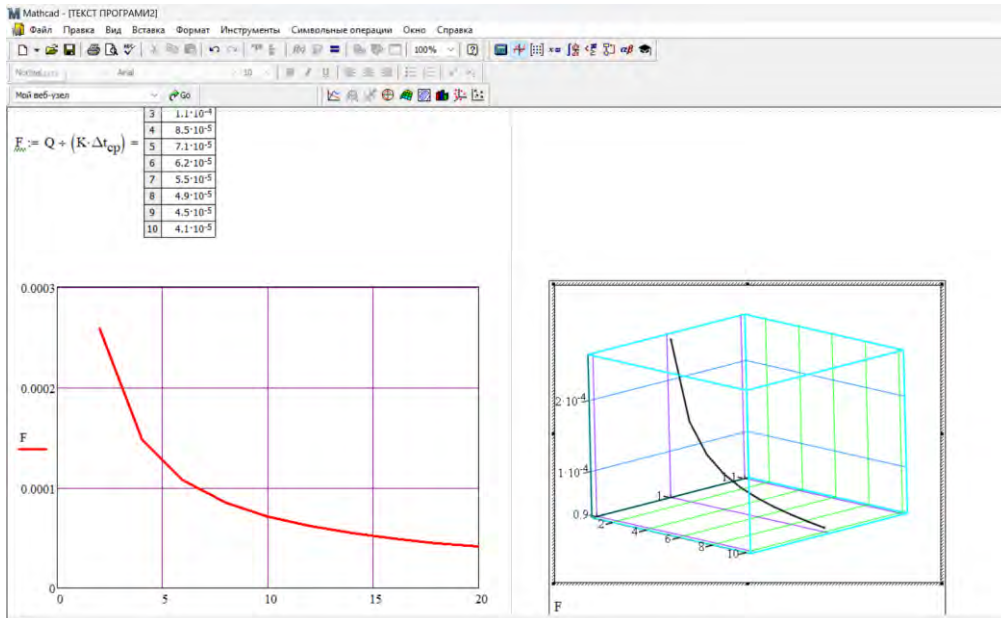 Mathcad - [ТЕКСТ ПРОГРАМИ2]
Файл Правка Вид Вставка Формат Инструменты Символьные операции Окно Справка
100%
Normal Arial 10
Мой веб-узел Go
3 1.1·10-4
4 8.5·10-5
F := Q ÷ (K·Δtcp) =
5 7.1·10-5
6 6.2·10-5
7 5.5·10-5
8 4.9·10-5
9 4.5·10-5
10 4.1·10-5
0.0003
0.0002
F
0.0001
0
0 5 10 15 20
2·10-4
1·10-4
0.9
1
1.1
2 4 6 8 10
F